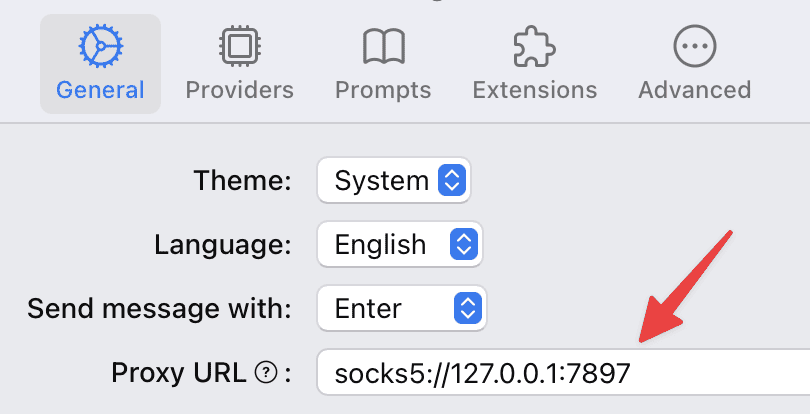 General Providers Prompts Extensions Advanced
Theme: System
Language: English
Send message with: Enter
Proxy URL ? : socks5://127.0.0.1:7897